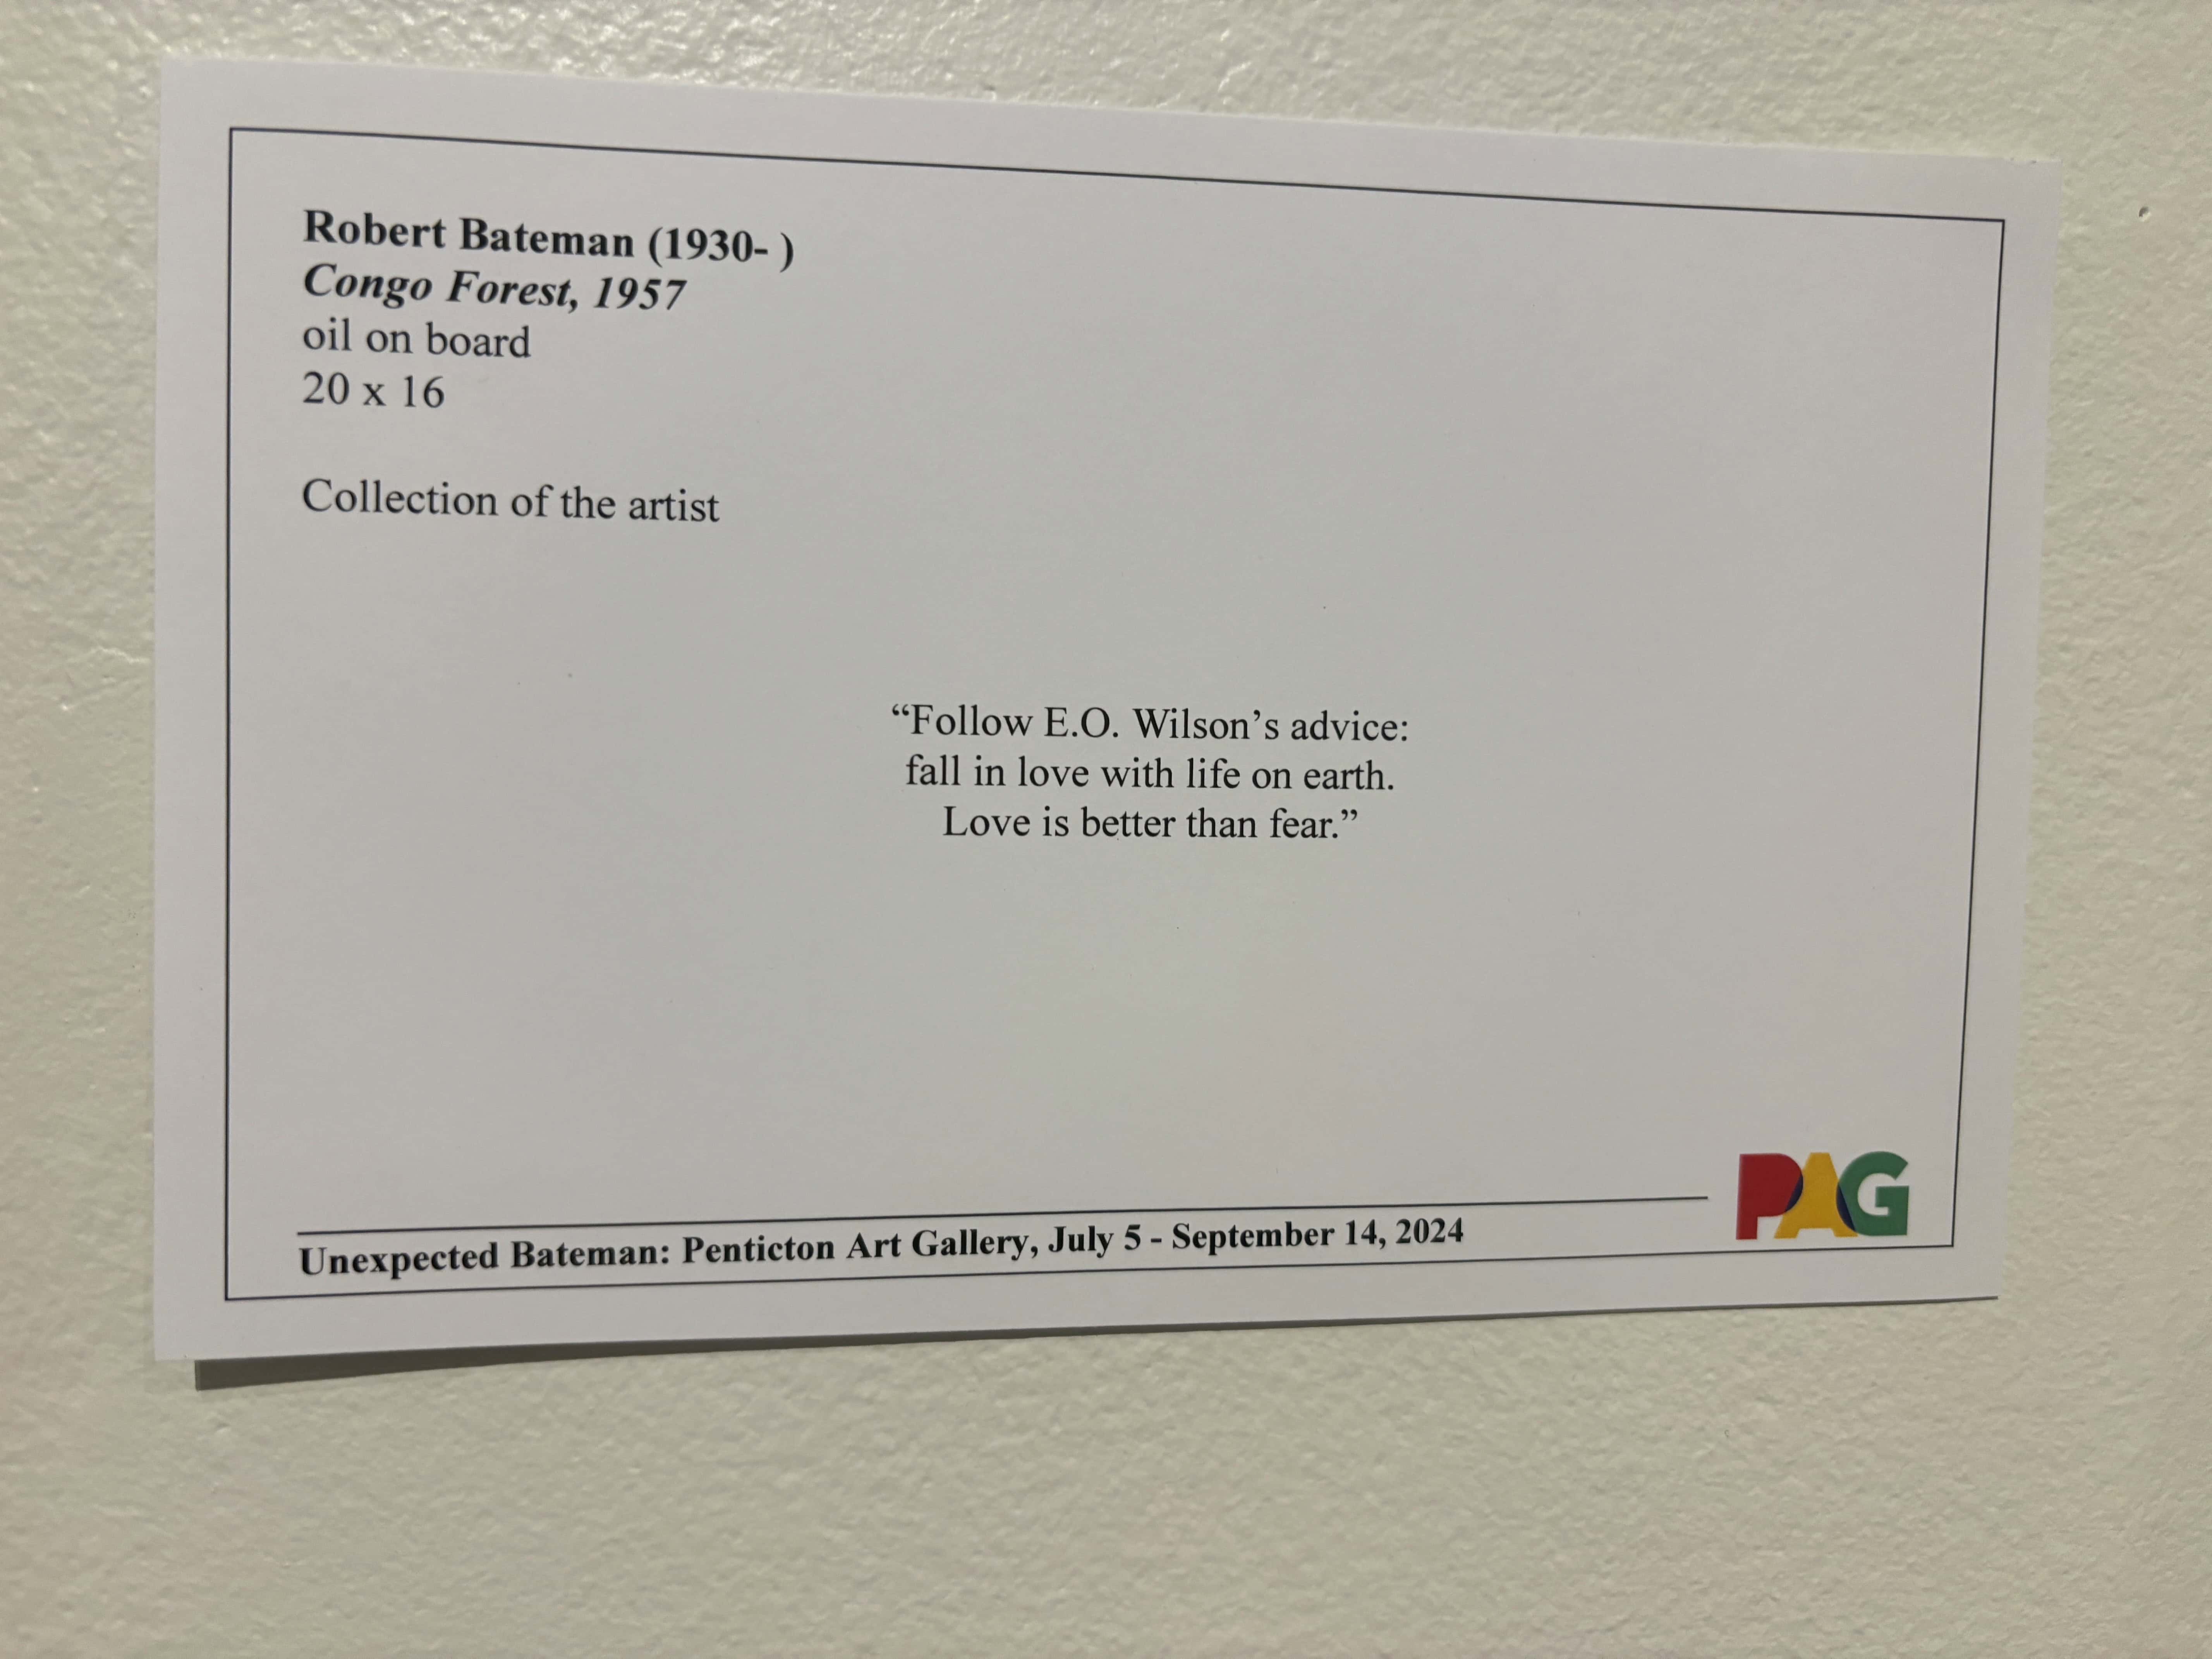 Robert Bateman (1930- )
Congo Forest, 1957
oil on board
20 x 16
Collection of the artist
“Follow E.O. Wilson’s advice:
fall in love with life on earth.
Love is better than fear.”
Unexpected Bateman: Penticton Art Gallery, July 5 - September 14, 2024
PAG